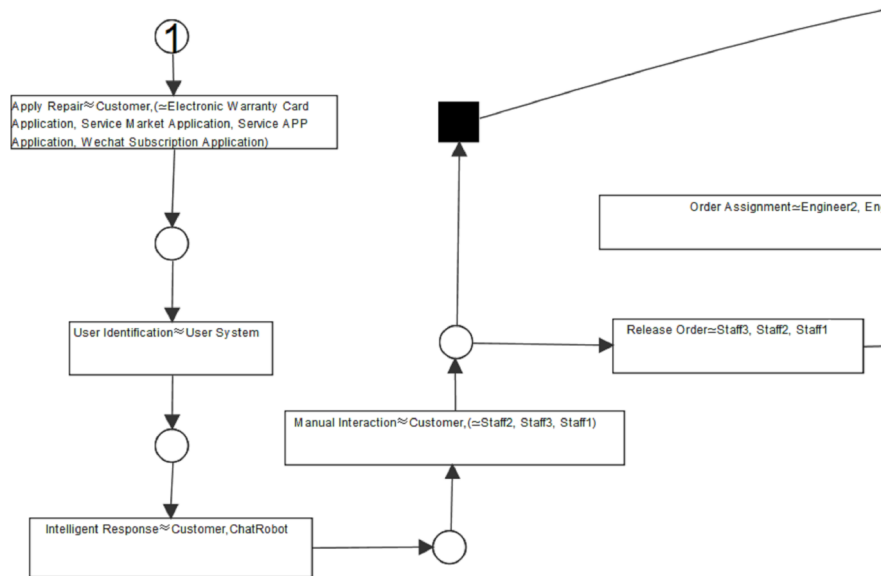 1
Apply Repair≈Customer,(≃Electronic Warranty Card
Application, Service Market Application, Service APP
Application, Wechat Subscription Application)
Order Assignment≃Engineer2, En
User Identification≈User System
Release Order≃Staff3, Staff2, Staff1
Manual Interaction≈Customer,(≃Staff2, Staff3, Staff1)
Intelligent Response≈Customer,ChatRobot